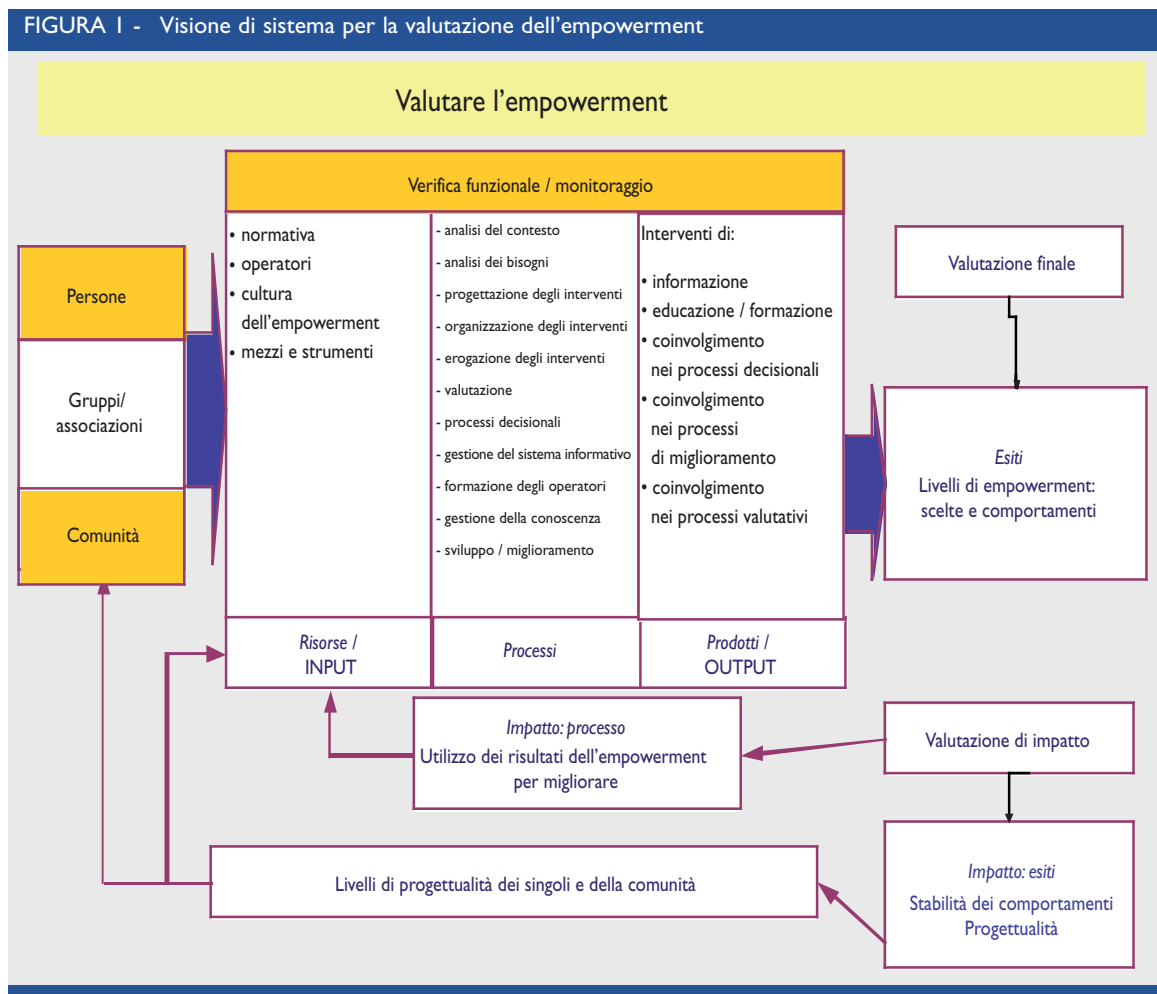 FIGURA 1 - Visione di sistema per la valutazione dell'empowerment
Valutare l'empowerment
Verifica funzionale / monitoraggio
Persone
Gruppi/
associazioni
Comunità
• normativa
• operatori
• cultura
dell'empowerment
• mezzi e strumenti
- analisi del contesto
- analisi dei bisogni
- progettazione degli interventi
- organizzazione degli interventi
- erogazione degli interventi
- valutazione
- processi decisionali
- gestione del sistema informativo
- formazione degli operatori
- gestione della conoscenza
- sviluppo / miglioramento
Interventi di:
• informazione
• educazione / formazione
• coinvolgimento
nei processi decisionali
• coinvolgimento
nei processi
di miglioramento
• coinvolgimento
nei processi valutativi
Valutazione finale
Esiti
Livelli di empowerment:
scelte e comportamenti
Risorse /
INPUT
Processi
Prodotti /
OUTPUT
Impatto: processo
Utilizzo dei risultati dell'empowerment
per migliorare
Valutazione di impatto
Livelli di progettualità dei singoli e della comunità
Impatto: esiti
Stabilità dei comportamenti
Progettualità